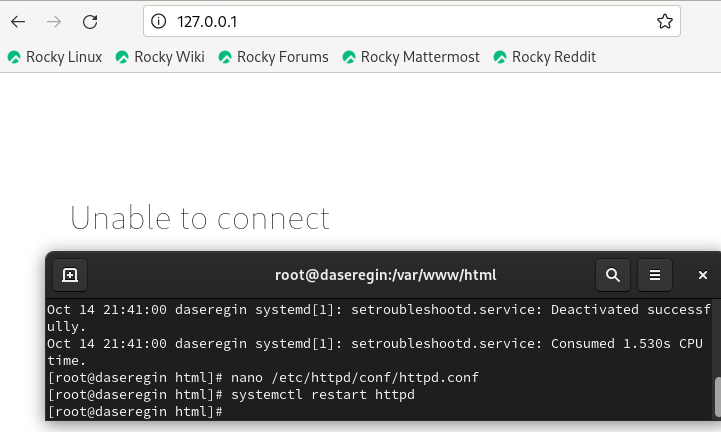 127.0.0.1
Rocky Linux Rocky Wiki Rocky Forums Rocky Mattermost Rocky Reddit
Unable to connect
root@daseregin:/var/www/html
Oct 14 21:41:00 daseregin systemd[1]: setroubleshootd.service: Deactivated successf
ully.
Oct 14 21:41:00 daseregin systemd[1]: setroubleshootd.service: Consumed 1.530s CPU
time.
[root@daseregin html]# nano /etc/httpd/conf/httpd.conf
[root@daseregin html]# systemctl restart httpd
[root@daseregin html]#